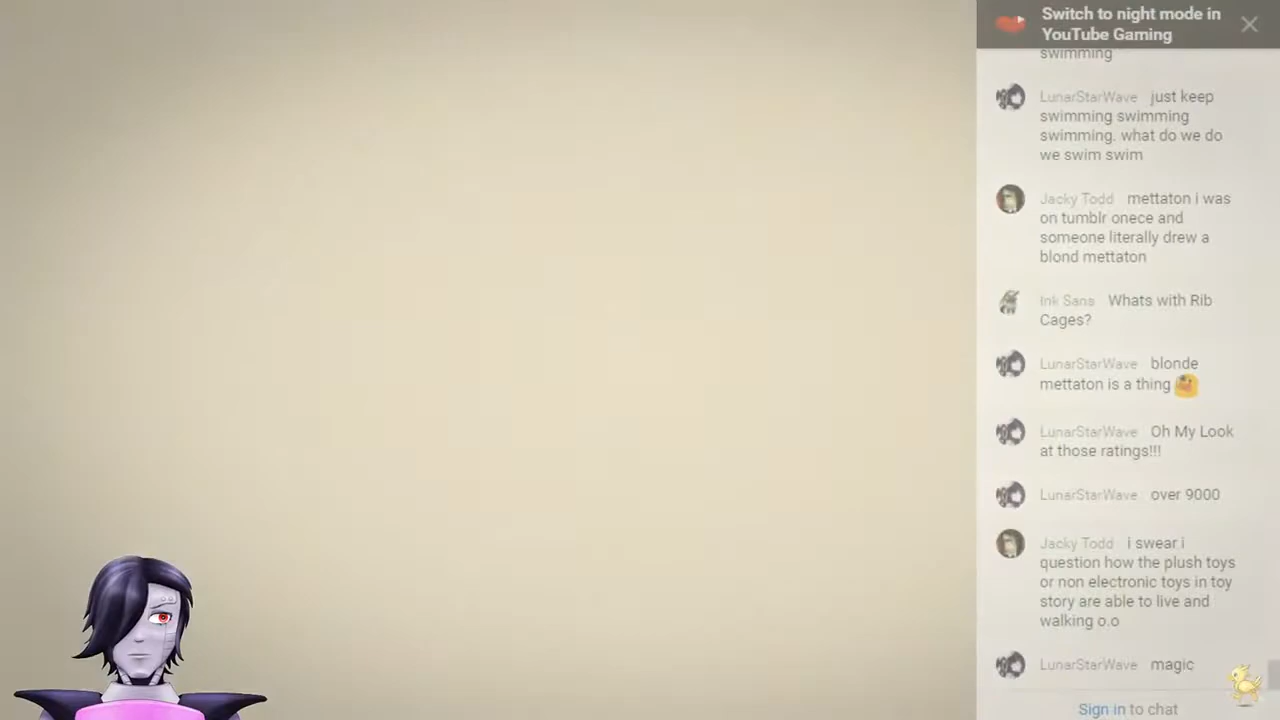 Switch to night mode in
YouTube Gaming
swimming
LunarStarWave just keep
swimming swimming
swimming. what do we do
we swim swim
Jacky Todd mettaton i was
on tumblr onece and
someone literally drew a
blond mettaton
Ink Sans Whats with Rib
Cages?
LunarStarWave blonde
mettaton is a thing
LunarStarWave Oh My Look
at those ratings!!!
LunarStarWave over 9000
Jacky Todd i swear i
question how the plush toys
or non electronic toys in toy
story are able to live and
walking o.o
LunarStarWave magic
Sign in to chat